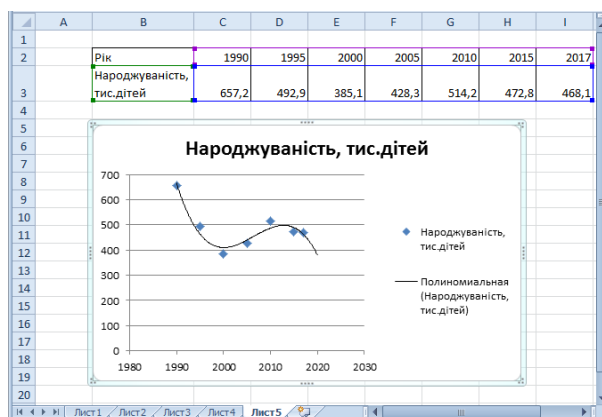 A B C D E F G H I
1
2 Рік 1990 1995 2000 2005 2010 2015 2017
Народжуваність,
3 тис.дітей 657,2 492,9 385,1 428,3 514,2 472,8 468,1
4
5
6 Народжуваність, тис.дітей
7
700
8
600
9
500
10
400
11
300
12
200
13
100
14
0
15
1980 1990 2000 2010 2020 2030
16
Народжуваність,
тис.дітей
17
Полиномиальная
(Народжуваність,
тис.дітей)
18
19
20
Лист1 Лист2 Лист3 Лист4 Лист5